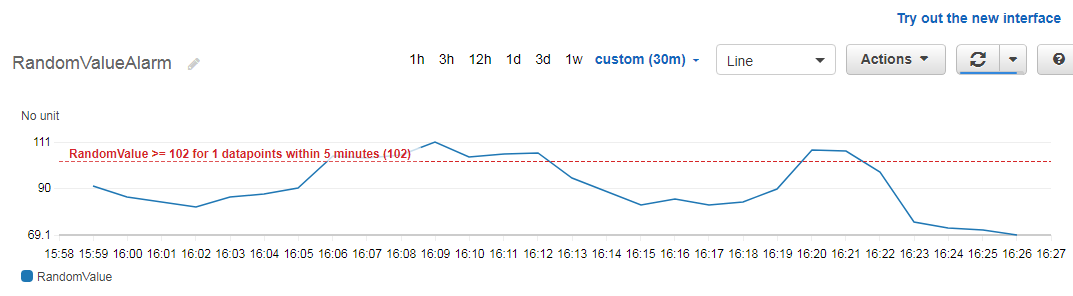 Try out the new interface
RandomValueAlarm
1h 3h 12h 1d 3d 1w custom (30m) Line Actions
No unit
111
RandomValue >= 102 for 1 datapoints within 5 minutes (102)
90
69.1
15:58 15:59 16:00 16:01 16:02 16:03 16:04 16:05 16:06 16:07 16:08 16:09 16:10 16:11 16:12 16:13 16:14 16:15 16:16 16:17 16:18 16:19 16:20 16:21 16:22 16:23 16:24 16:25 16:26 16:27
RandomValue